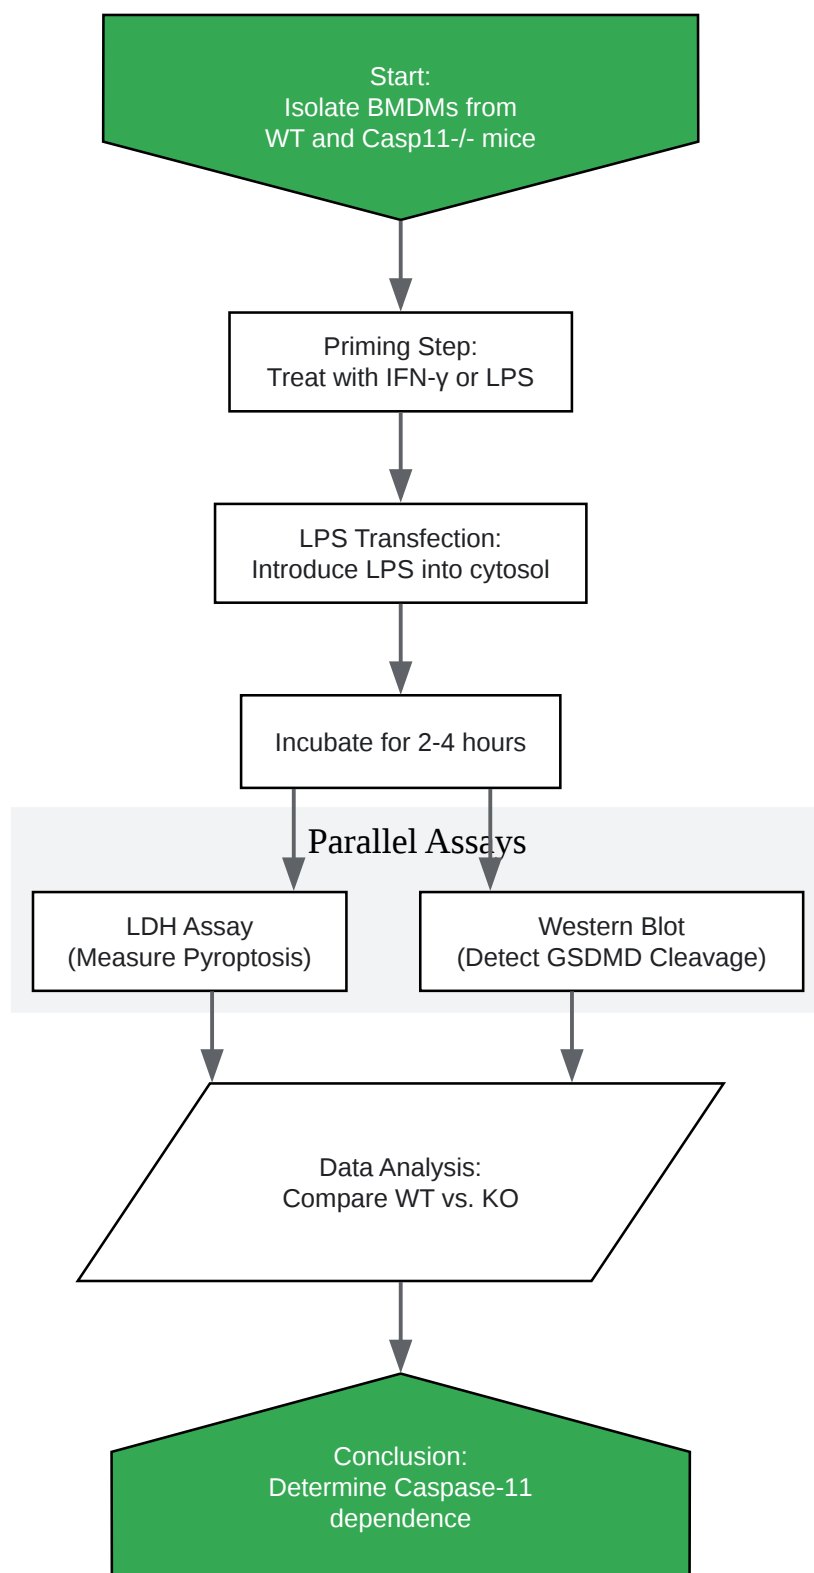 Start:
Isolate BMDMs from
WT and Casp11-/- mice
Priming Step:
Treat with IFN-γ or LPS
LPS Transfection:
Introduce LPS into cytosol
Incubate for 2-4 hours
Parallel Assays
LDH Assay
(Measure Pyroptosis)
Western Blot
(Detect GSDMD Cleavage)
Data Analysis:
Compare WT vs. KO
Conclusion:
Determine Caspase-11
dependence